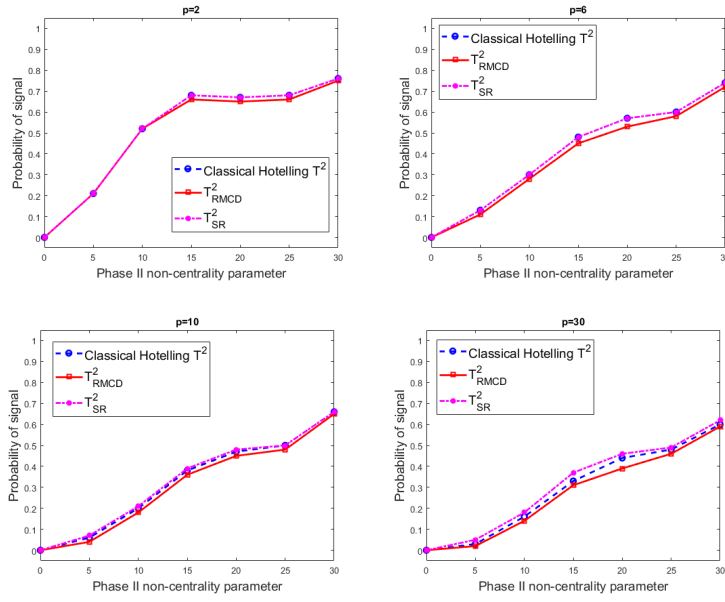 p=2
1
0.9
0.8
0.7
0.6
0.5
0.4
0.3
0.2
0.1
0
0 5 10 15 20 25 30
Probability of signal
Phase II non-centrality parameter
Classical Hotelling T²
T²RMCD
T²SR
p=6
1
0.9
0.8
0.7
0.6
0.5
0.4
0.3
0.2
0.1
0
0 5 10 15 20 25 30
Probability of signal
Phase II non-centrality parameter
Classical Hotelling T²
T²RMCD
T²SR
p=10
1
0.9
0.8
0.7
0.6
0.5
0.4
0.3
0.2
0.1
0
0 5 10 15 20 25 30
Probability of signal
Phase II non-centrality parameter
Classical Hotelling T²
T²RMCD
T²SR
p=30
1
0.9
0.8
0.7
0.6
0.5
0.4
0.3
0.2
0.1
0
0 5 10 15 20 25 30
Probability of signal
Phase II non-centrality parameter
Classical Hotelling T²
T²RMCD
T²SR